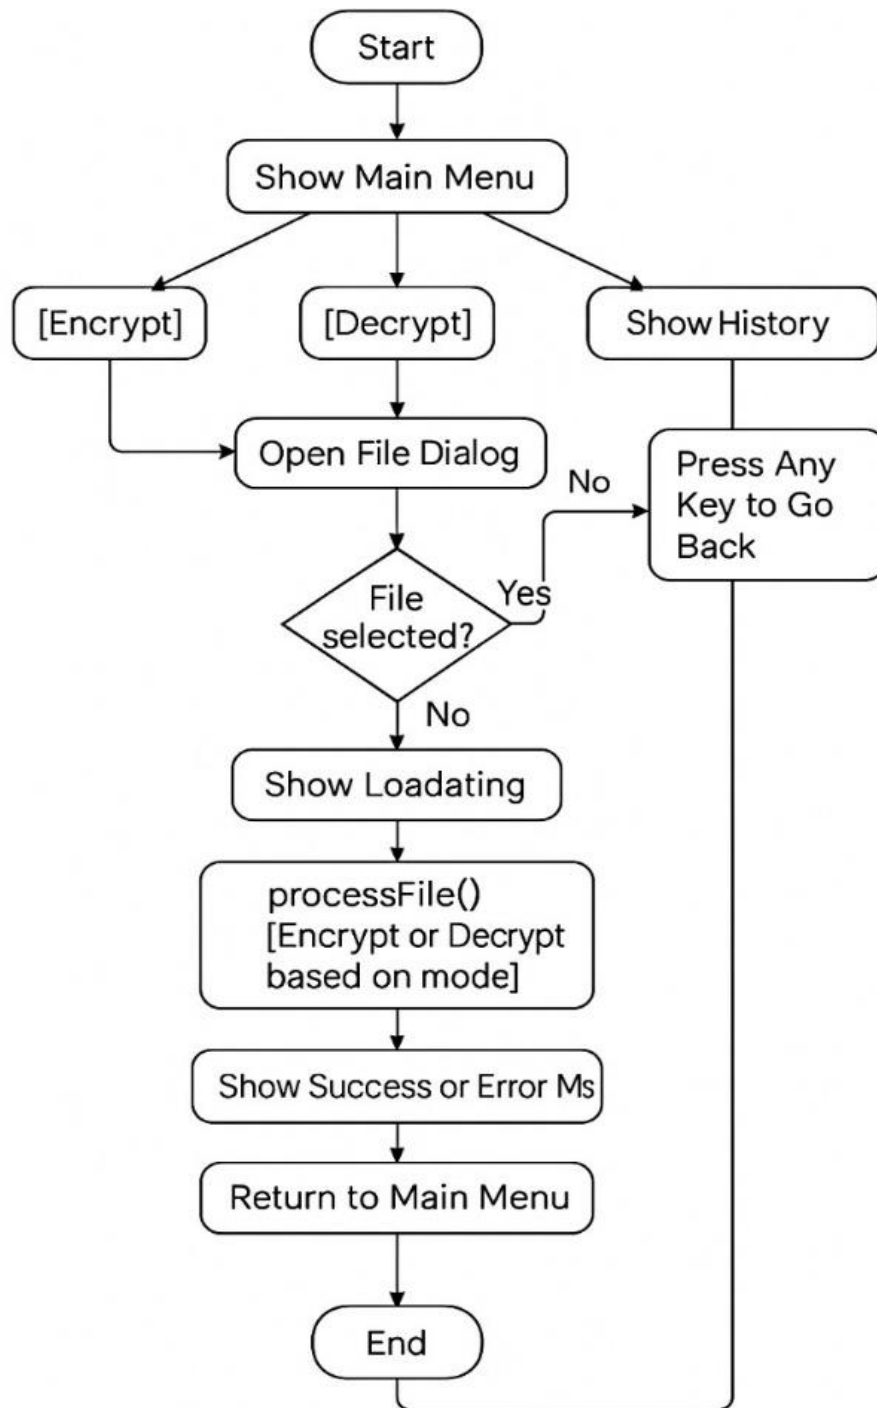 Start
Show Main Menu
[Encrypt]
[Decrypt]
Show History
Open File Dialog
No
Press Any
Key to Go
Back
File
selected?
Yes
No
Show Loadating
processFile()
[Encrypt or Decrypt
based on mode]
Show Success or Error Ms
Return to Main Menu
End